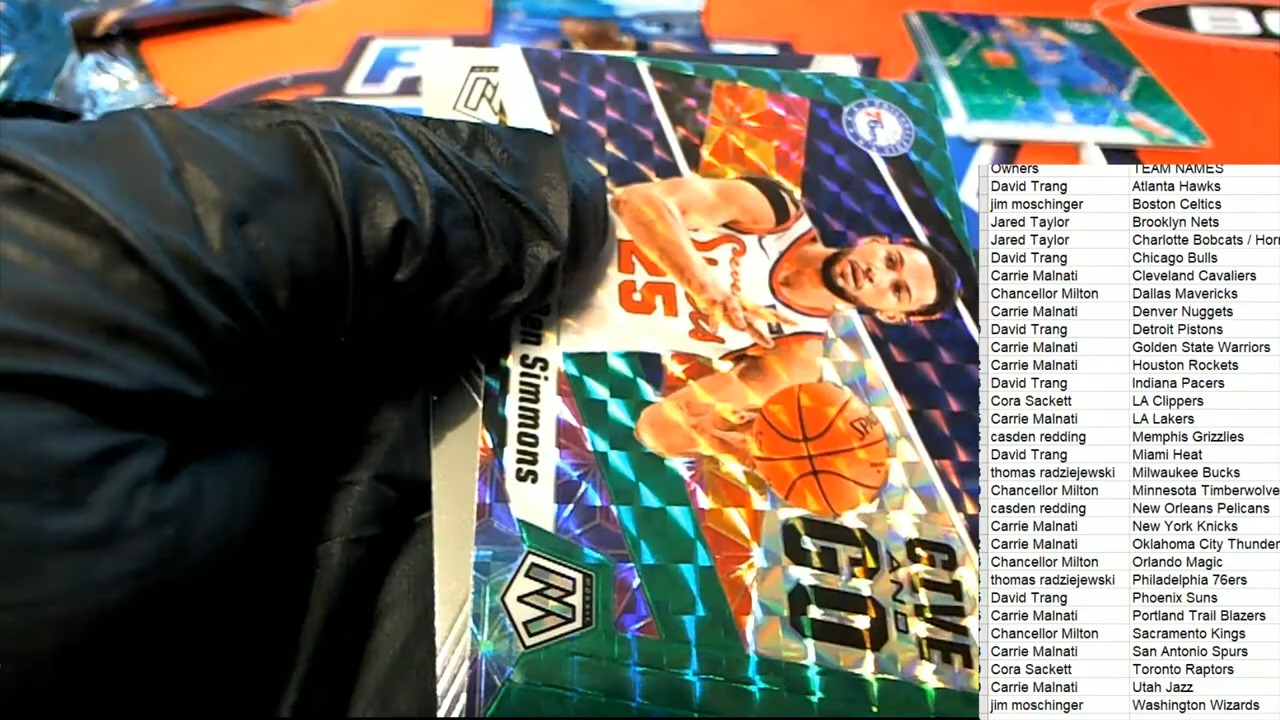 Ben Simmons
25
GIVE
AND
GO
MOSAIC
76ers
Owners TEAM NAMES
David Trang Atlanta Hawks
jim moschinger Boston Celtics
Jared Taylor Brooklyn Nets
Jared Taylor Charlotte Bobcats / Hor
David Trang Chicago Bulls
Carrie Malnati Cleveland Cavaliers
Chancellor Milton Dallas Mavericks
Carrie Malnati Denver Nuggets
David Trang Detroit Pistons
Carrie Malnati Golden State Warriors
Carrie Malnati Houston Rockets
David Trang Indiana Pacers
Cora Sackett LA Clippers
Carrie Malnati LA Lakers
casden redding Memphis Grizzlies
David Trang Miami Heat
thomas radziejewski Milwaukee Bucks
Chancellor Milton Minnesota Timberwolve
casden redding New Orleans Pelicans
Carrie Malnati New York Knicks
Carrie Malnati Oklahoma City Thunder
Chancellor Milton Orlando Magic
thomas radziejewski Philadelphia 76ers
David Trang Phoenix Suns
Carrie Malnati Portland Trail Blazers
Chancellor Milton Sacramento Kings
Carrie Malnati San Antonio Spurs
Cora Sackett Toronto Raptors
Carrie Malnati Utah Jazz
jim moschinger Washington Wizards